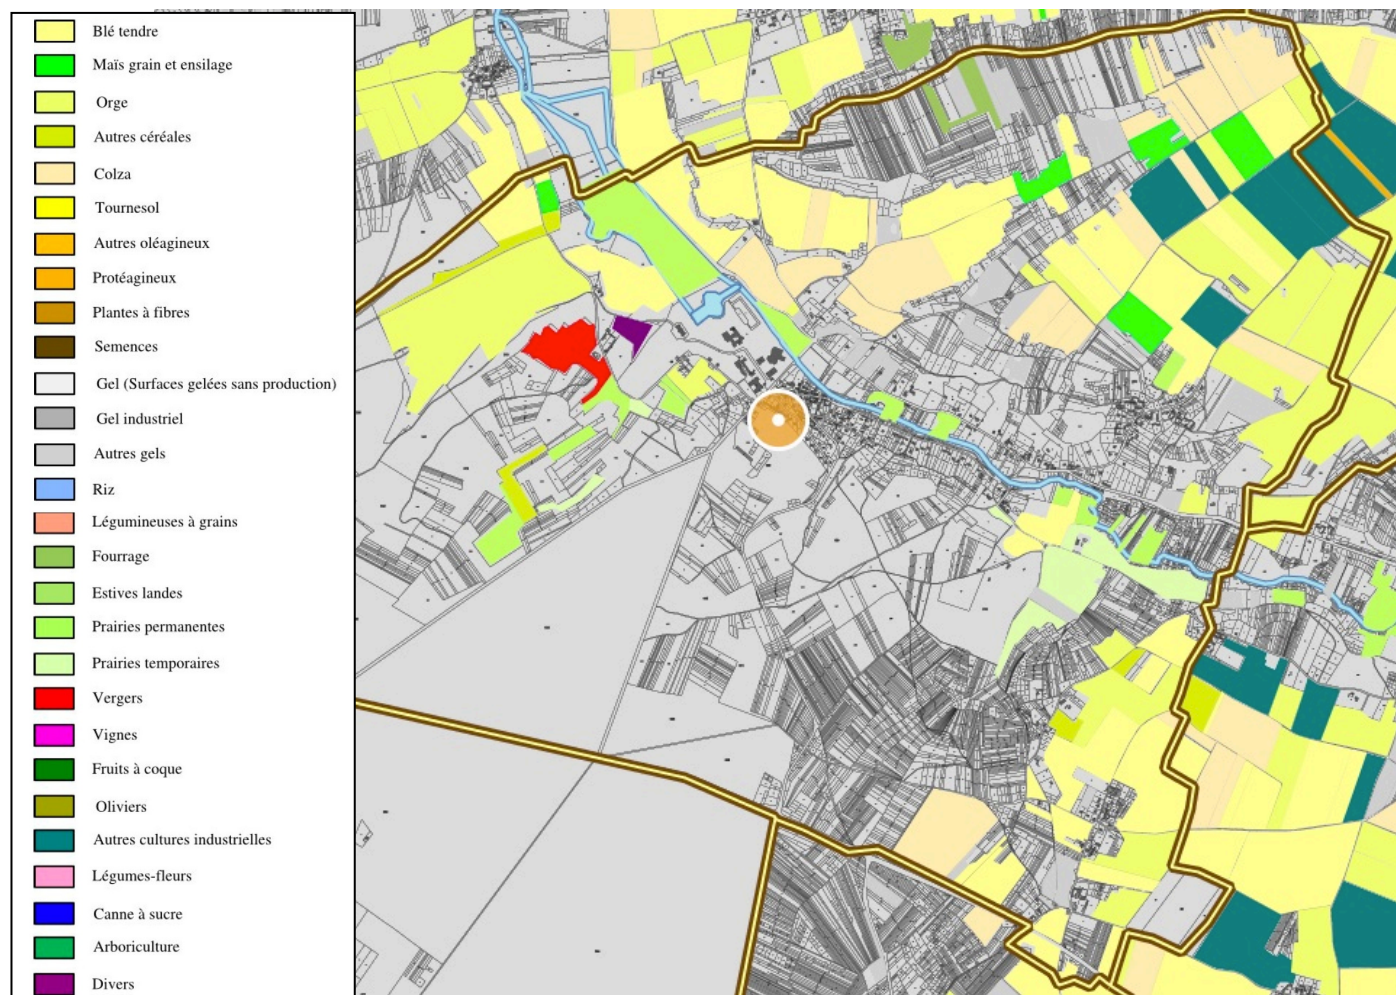 Blé tendre
Maïs grain et ensilage
Orge
Autres céréales
Colza
Tournesol
Autres oléagineux
Protéagineux
Plantes à fibres
Semences
Gel (Surfaces gelées sans production)
Gel industriel
Autres gels
Riz
Légumineuses à grains
Fourrage
Estives landes
Prairies permanentes
Prairies temporaires
Vergers
Vignes
Fruits à coque
Oliviers
Autres cultures industrielles
Légumes-fleurs
Canne à sucre
Arboriculture
Divers